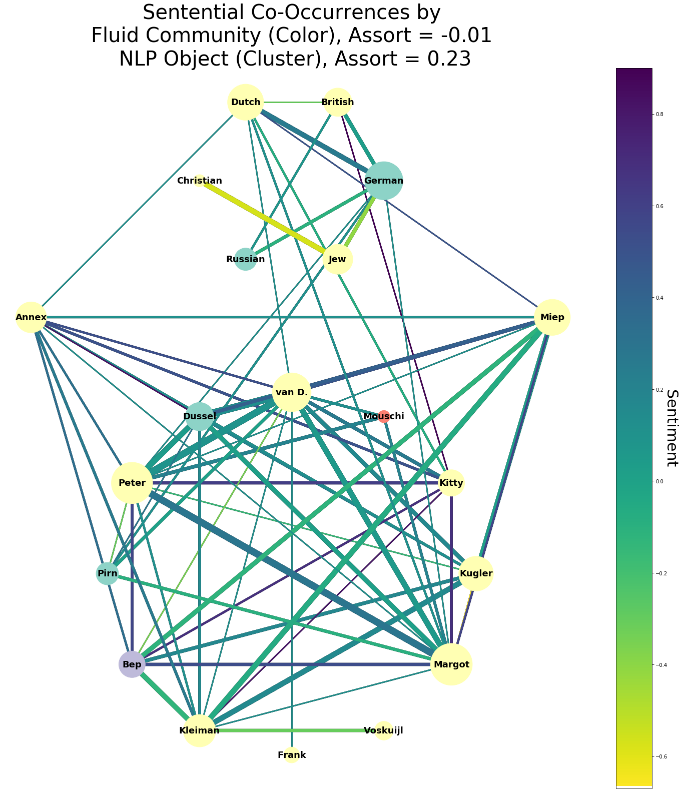 Sentential Co-Occurrences by
Fluid Community (Color), Assort = -0.01
NLP Object (Cluster), Assort = 0.23
Dutch
British
Christian
German
Russian
Jew
Annex
Miep
van D.
Dussel
Mouschi
Peter
Kitty
Pim
Kugler
Bep
Margot
Kleiman
Voskuijl
Frank
0.8
0.6
0.4
0.2
0.0
−0.2
−0.4
−0.6
Sentiment